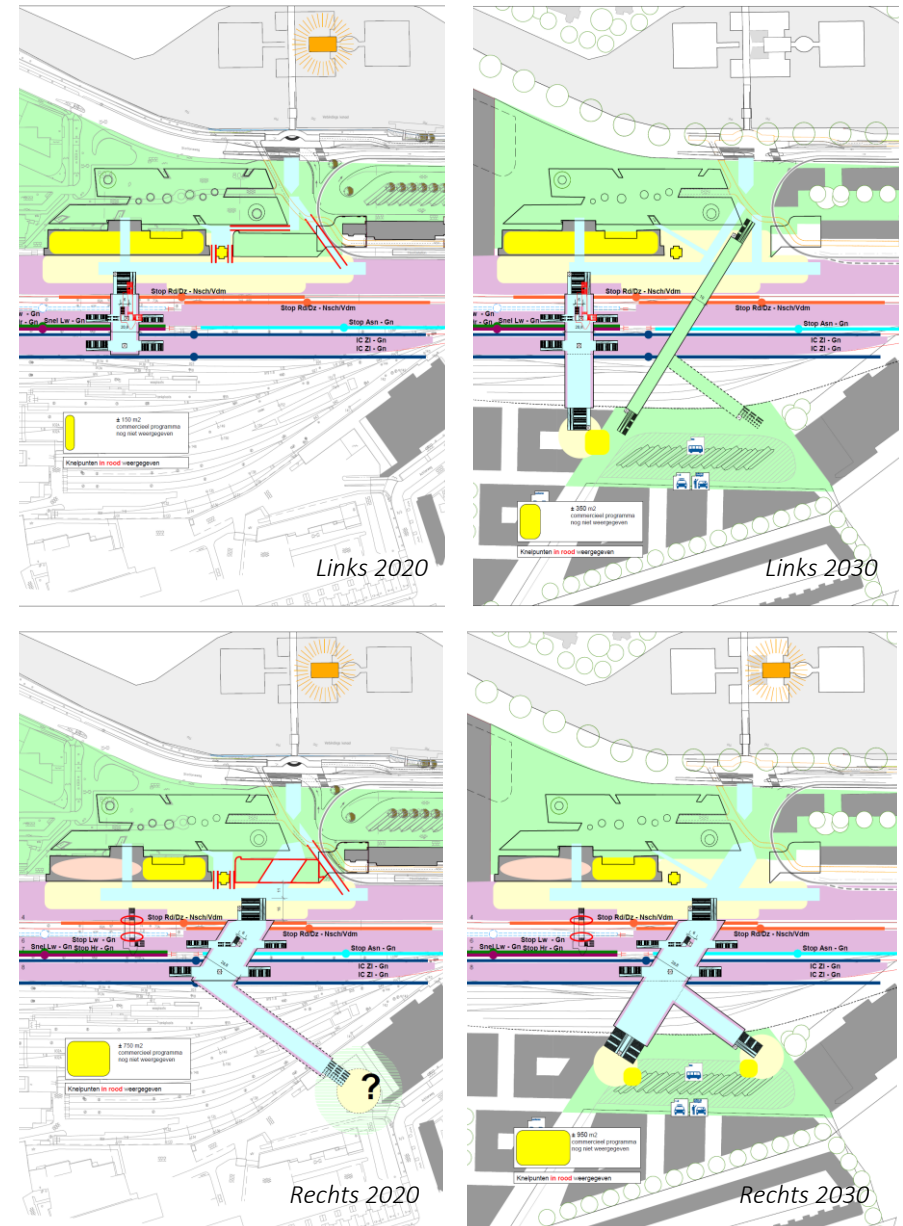 Stop Rd/Dz - Nsch/Vdm
Stop Rd/Dz - Nsch/Vdm
Snel Lw - Gn
Stop Asn - Gn
IC Zl - Gn
IC Zl - Gn
± 150 m2
commercieel programma
nog niet weergegeven
Knelpunten in rood weergegeven
Links 2020
Stop Rd/Dz - Nsch/Vdm
Stop Rd/Dz - Nsch/Vdm
Snel Lw - Gn
Stop Asn - Gn
IC Zl - Gn
IC Zl - Gn
± 350 m2
commercieel programma
nog niet weergegeven
Knelpunten in rood weergegeven
Links 2030
Stop Rd/Dz - Nsch/Vdm
Stop Rd/Dz - Nsch/Vdm
Stop Lw - Gn
Stop Hr - Gn
Snel Lw - Gn
Stop Asn - Gn
IC Zl - Gn
IC Zl - Gn
± 750 m2
commercieel programma
nog niet weergegeven
Knelpunten in rood weergegeven
?
Rechts 2020
Stop Rd/Dz - Nsch/Vdm
Stop Rd/Dz - Nsch/Vdm
Stop Lw - Gn
Stop Hr - Gn
Snel Lw - Gn
Stop Asn - Gn
IC Zl - Gn
IC Zl - Gn
± 950 m2
commercieel programma
nog niet weergegeven
Knelpunten in rood weergegeven
Rechts 2030